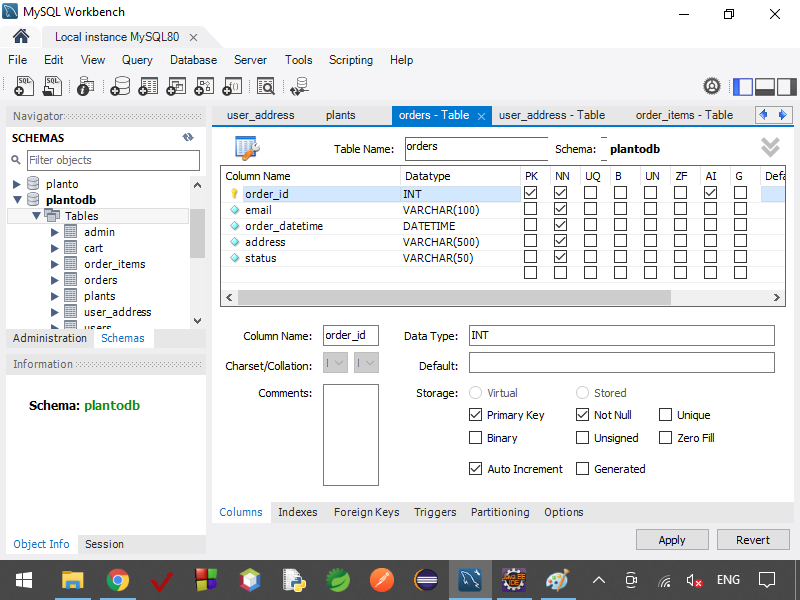 MySQL Workbench
Local instance MySQL80
File Edit View Query Database Server Tools Scripting Help
Navigator
user_address plants orders - Table user_address - Table order_items - Table
SCHEMAS
Filter objects
Table Name: orders Schema: plantodb
planto
plantodb
Tables
admin
cart
order_items
orders
plants
user_address
users
Column Name Datatype PK NN UQ B UN ZF AI G Defa
order_id INT
email VARCHAR(100)
order_datetime DATETIME
address VARCHAR(500)
status VARCHAR(50)
Administration Schemas
Information
Schema: plantodb
Column Name: order_id Data Type: INT
Charset/Collation: Default:
Comments: Storage: Virtual Stored
Primary Key Not Null Unique
Binary Unsigned Zero Fill
Auto Increment Generated
Columns Indexes Foreign Keys Triggers Partitioning Options
Object Info Session
Apply Revert
ENG